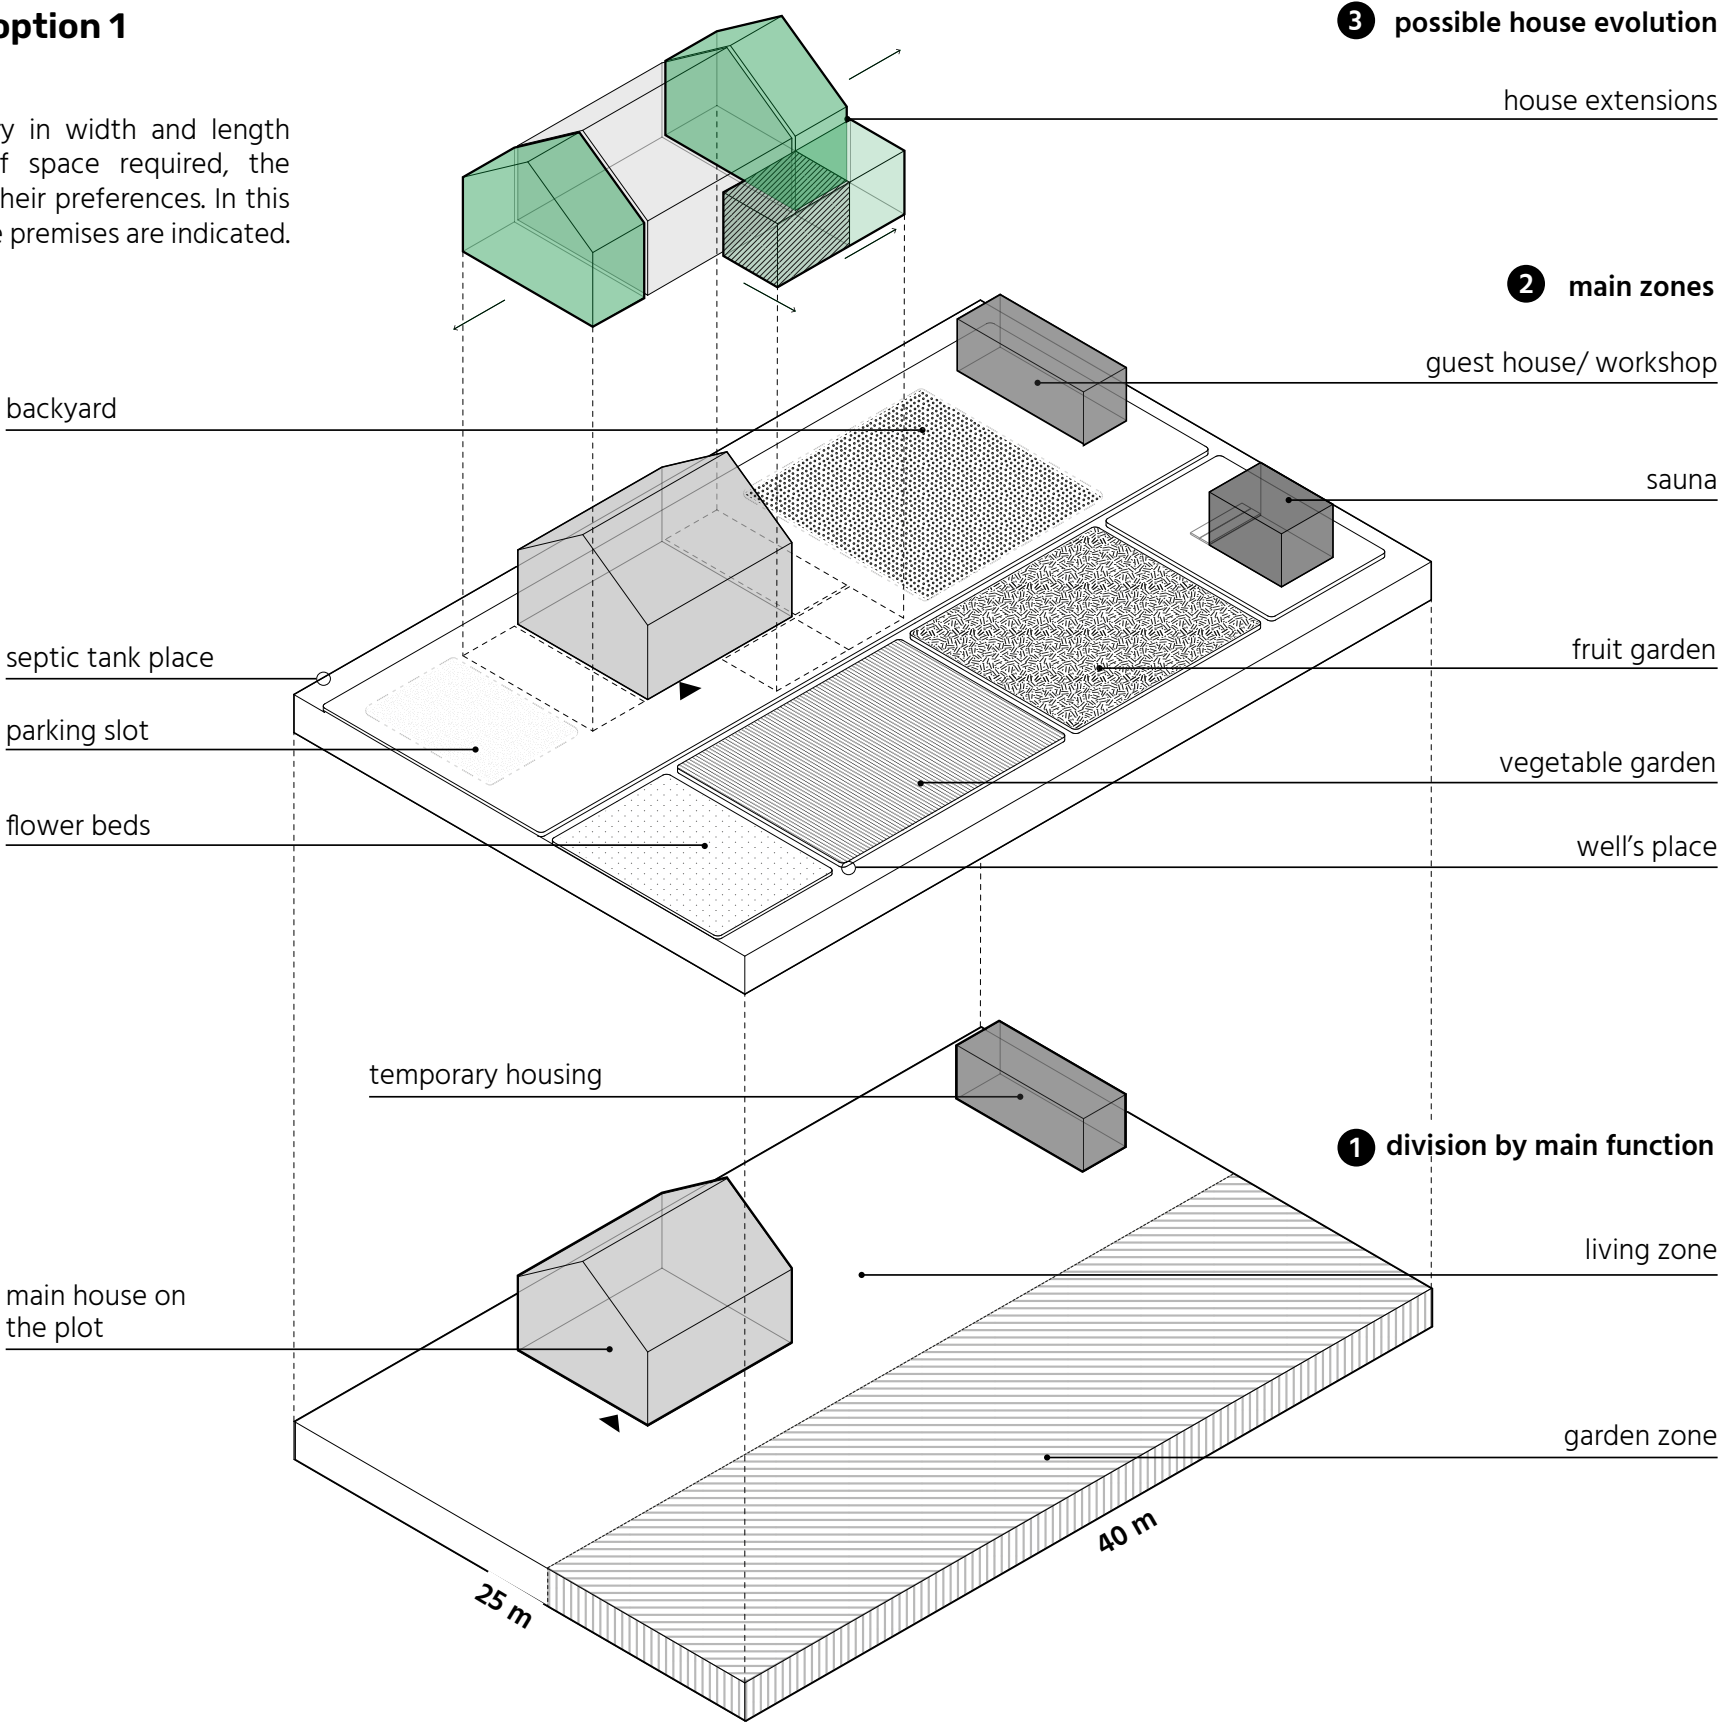 option 1
in width and length
space required, the
their preferences. In this
premises are indicated.
3 possible house evolution
house extensions
2 main zones
guest house/ workshop
backyard
sauna
septic tank place
fruit garden
parking slot
vegetable garden
flower beds
well's place
temporary housing
1 division by main function
living zone
main house on
the plot
garden zone
40 m
25 m